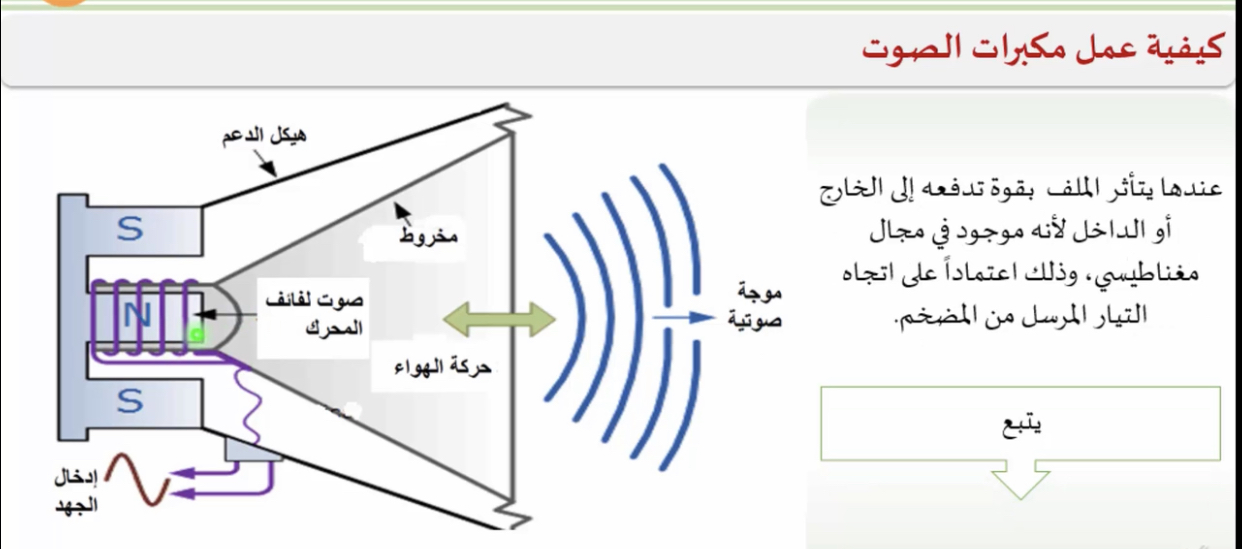 كيفية عمل مكبرات الصوت
عندها يتأثر الملف بقوة تدفعه إلى الخارج
أو الداخل لأنه موجود في مجال
مغناطيسي، وذلك اعتماداً على اتجاه
التيار المرسل من المضخم.
يتبع
هيكل الدعم
مخروط
صوت لفائف
المحرك
موجة
صوتية
حركة الهواء
إدخال
الجهد
S
N
S